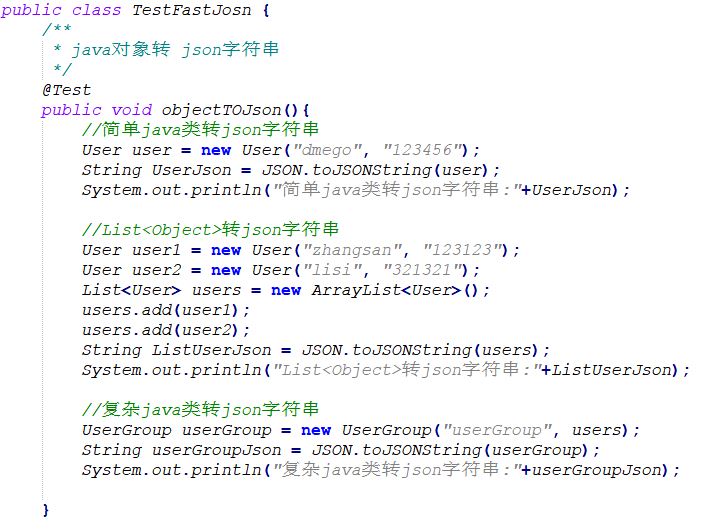 public class TestFastJosn {
/**
* java对象转 json字符串
*/
@Test
public void objectTOJson(){
//简单java类转json字符串
User user = new User("dmego", "123456");
String UserJson = JSON.toJSONString(user);
System.out.println("简单java类转json字符串:"+UserJson);
//List<Object>转json字符串
User user1 = new User("zhangsan", "123123");
User user2 = new User("lisi", "321321");
List<User> users = new ArrayList<User>();
users.add(user1);
users.add(user2);
String ListUserJson = JSON.toJSONString(users);
System.out.println("List<Object>转json字符串:"+ListUserJson);
//复杂java类转json字符串
UserGroup userGroup = new UserGroup("userGroup", users);
String userGroupJson = JSON.toJSONString(userGroup);
System.out.println("复杂java类转json字符串:"+userGroupJson);
}